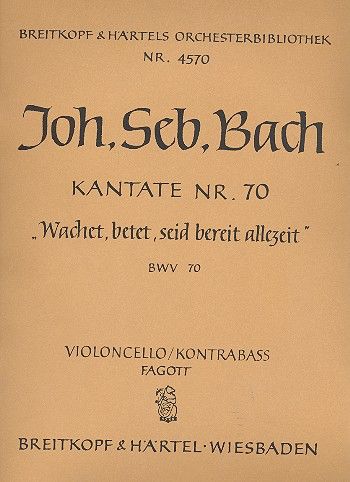 BREITKOPF & HÄRTELS ORCHESTERBIBLIOTHEK
NR. 4570
Joh. Seb. Bach
KANTATE NR. 70
„Wachet, betet, seid bereit allezeit"
BWV 70
VIOLONCELLO/KONTRABASS
FAGOTT
BREITKOPF & HÄRTEL · WIESBADEN